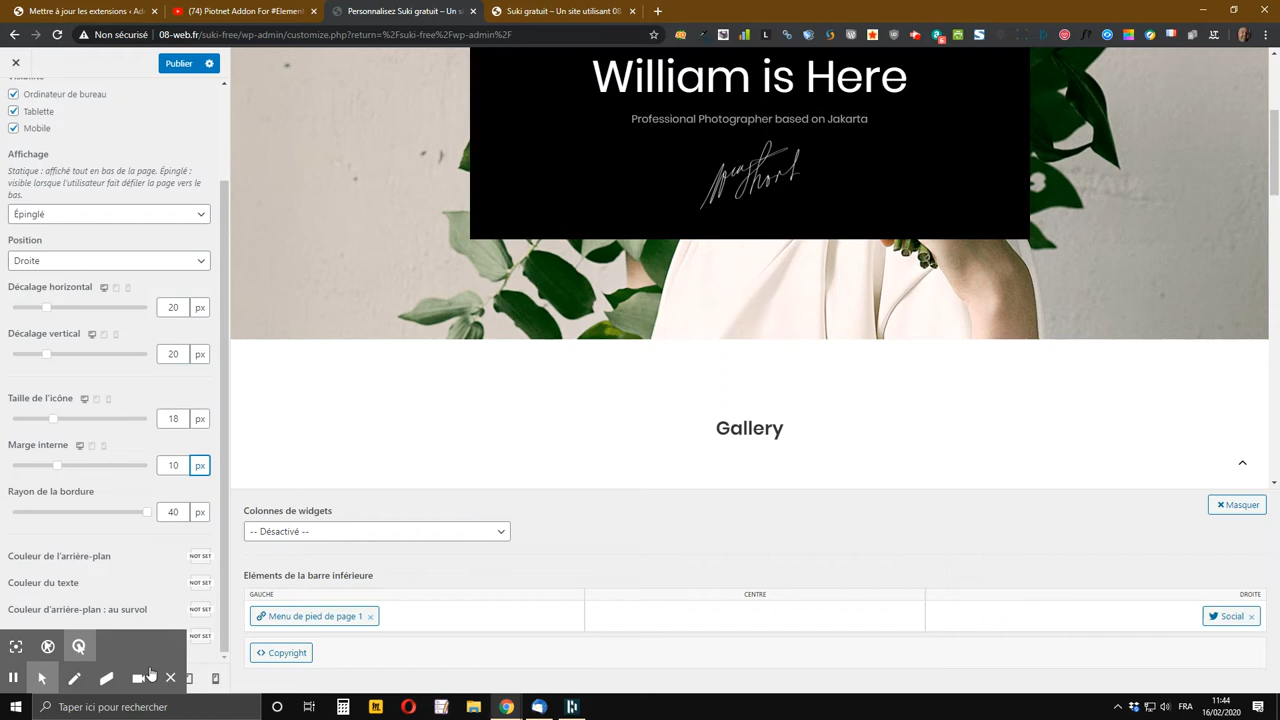 Mettre à jour les extensions ‹ Ad
(74) Petit Atomer For #Element
Personnalisez Suki gratuit – Un s
Suki gratuit – Un site utilisant 08
Non sécurisé
08-web.fr/suki-free/wp-admin/customize.php?return=%2Fsuki-free%2Fwp-admin%2F
Publier
Ordinateur de bureau
Tablette
Mobile
Affichage
Statique : affiché tout en bas de la page. Épinglé :
visible lorsque l'utilisateur fait défiler la page vers le
bas.
Épinglé
Position
Droite
Décalage horizontal
20 px
Décalage vertical
20 px
Taille de l'icône
18 px
Marge interne
10 px
Rayon de la bordure
40 px
Couleur de l'arrière-plan NOT SET
Couleur du texte NOT SET
Couleur d'arrière-plan : au survol NOT SET
NOT SET
William is Here
Professional Photographer based on Jakarta
Gallery
Masquer
Colonnes de widgets
-- Désactivé --
Eléments de la barre inférieure
GAUCHE CENTRE DROITE
Menu de pied de page 1 ×
Social ×
Copyright
Taper ici pour rechercher
FRA
11:44
16/02/2020